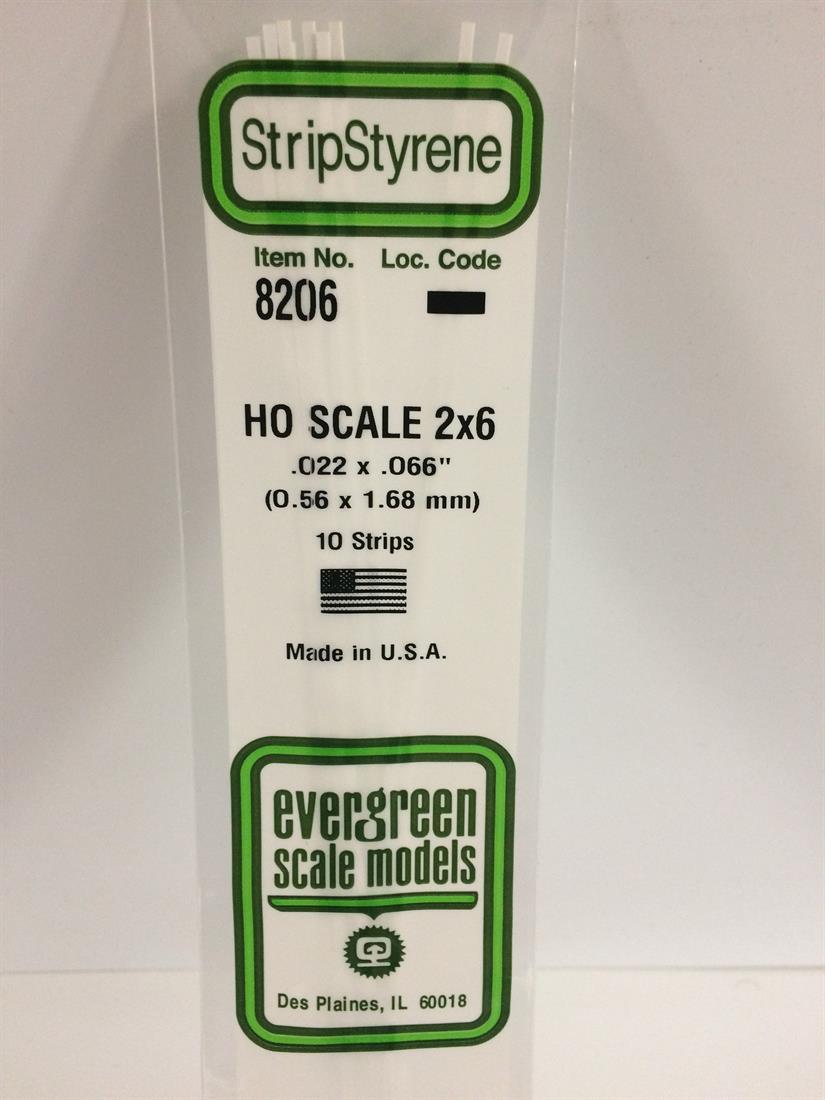 StripStyrene
Item No. Loc. Code
8206
HO SCALE 2x6
.022 x .066"
(0.56 x 1.68 mm)
10 Strips
Made in U.S.A.
evergreen
scale models
Des Plaines, IL 60018